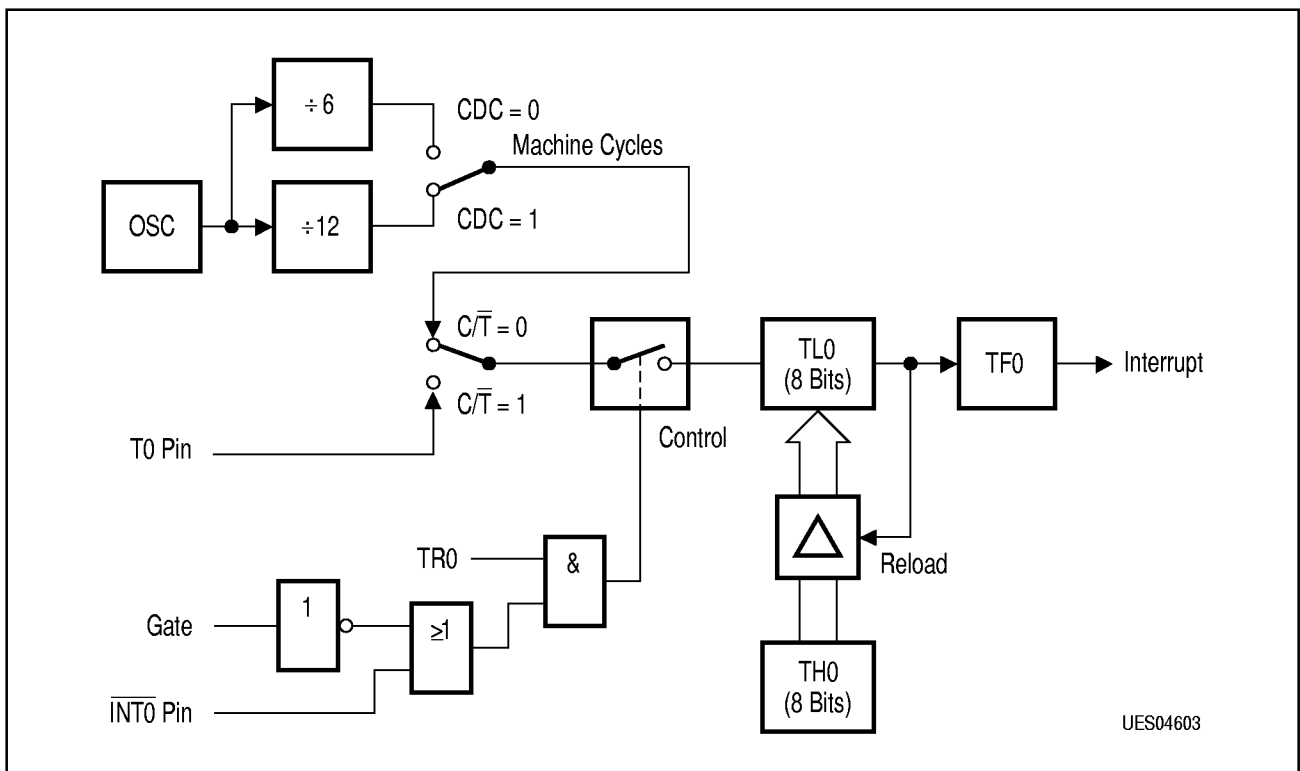 ÷ 6
CDC = 0
Machine Cycles
OSC
÷12
CDC = 1
C/T̅ = 0
C/T̅ = 1
T0 Pin
Control
TL0
(8 Bits)
TF0
Interrupt
TR0
&
Reload
Gate
1
≥1
I̅N̅T̅0̅ Pin
TH0
(8 Bits)
UES04603